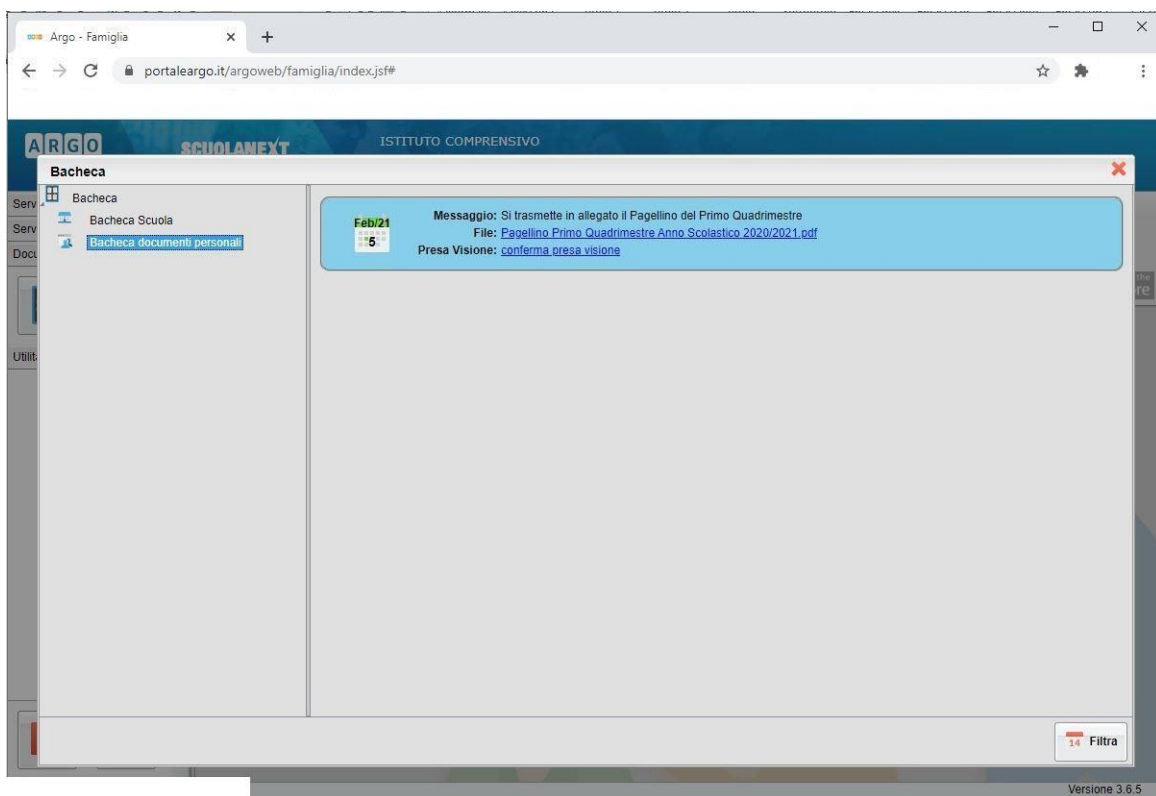 Argo - Famiglia
portaleargo.it/argoweb/famiglia/index.jsf#
ARGO
SCUOLANEXT
ISTITUTO COMPRENSIVO
Bacheca
Serv
Serv
Docu
Utilit
Bacheca
Bacheca Scuola
Bacheca documenti personali
Feb/21
5
Messaggio: Si trasmette in allegato il Pagellino del Primo Quadrimestre
File: Pagellino Primo Quadrimestre Anno Scolastico 2020/2021.pdf
Presa Visione: conferma presa visione
the
re
14 Filtra
Versione 3.6.5